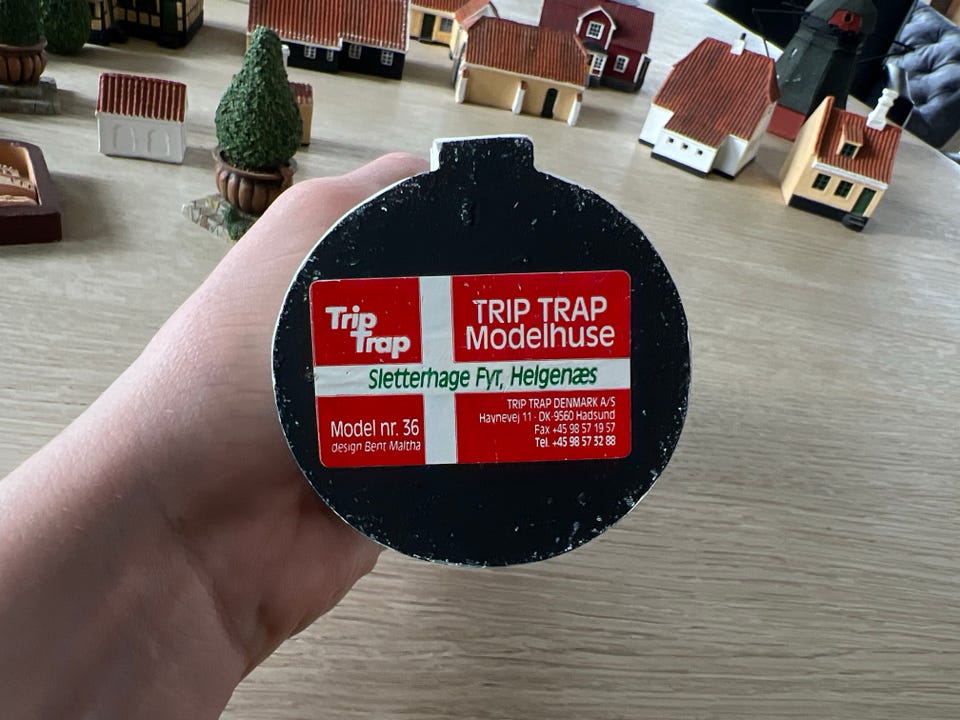 Trip
Trap
TRIP TRAP
Modelhuse
Sletterhage Fyr, Helgenæs
Model nr. 36
design Bent Maltha
TRIP TRAP DENMARK A/S
Havnevej 11 - DK-9560 Hadsund
Fax +45 98 57 19 57
Tel. +45 98 57 32 88